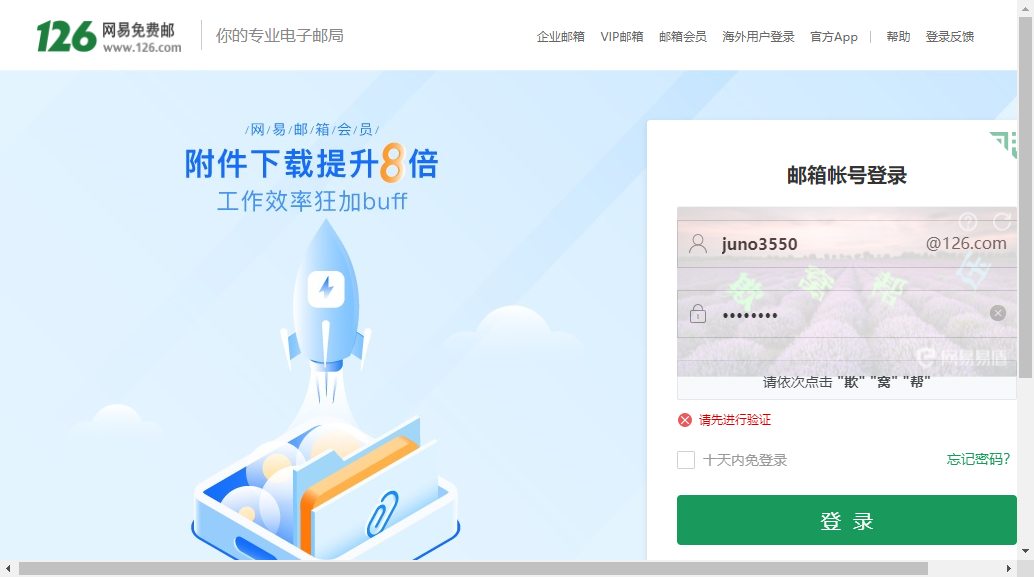 126 网易免费邮
www.126.com
你的专业电子邮局
企业邮箱 VIP邮箱 邮箱会员 海外用户登录 官方App | 帮助 登录反馈
/网/易/邮/箱/会/员/
附件下载提升8倍
工作效率狂加buff
邮箱帐号登录
juno3550 @126.com
窝 帮
••••••••
网易易盾
请依次点击 "欺" "窝" "帮"
请先进行验证
十天内免登录 忘记密码?
登 录